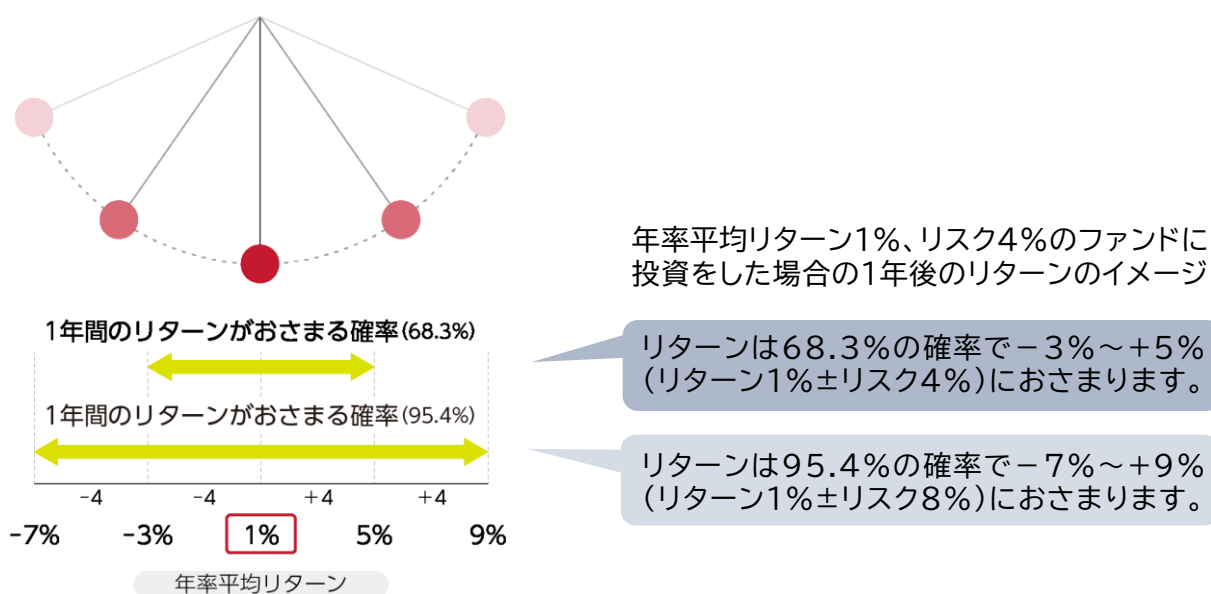 年率平均リターン1%、リスク4%のファンドに
投資をした場合の1年後のリターンのイメージ
1年間のリターンがおさまる確率(68.3%)
リターンは68.3%の確率で−3%~+5%
(リターン1%±リスク4%)におさまります。
1年間のリターンがおさまる確率(95.4%)
リターンは95.4%の確率で−7%~+9%
(リターン1%±リスク8%)におさまります。
-4 -4 +4 +4
-7% -3% 1% 5% 9%
年率平均リターン